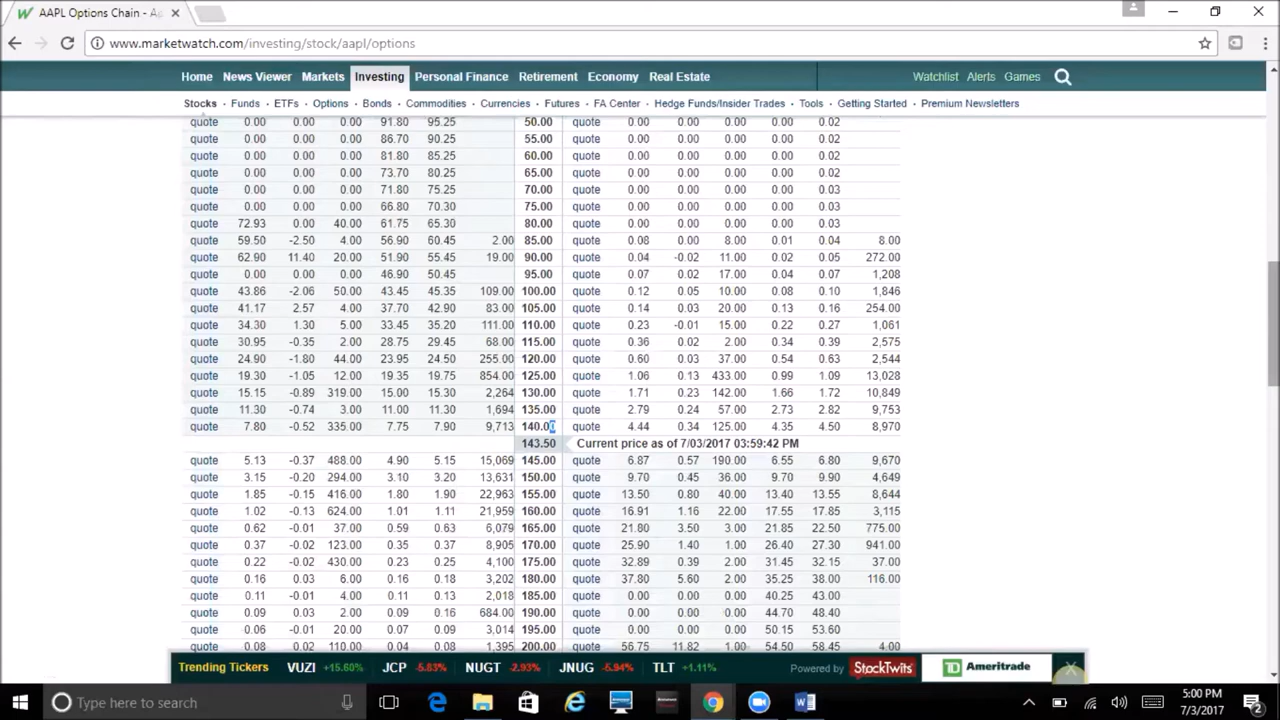 AAPL Options Chain - Ap
www.marketwatch.com/investing/stock/aapl/options
Home News Viewer Markets Investing Personal Finance Retirement Economy Real Estate Watchlist Alerts Games
Stocks · Funds · ETFs · Options · Bonds · Commodities · Currencies · Futures · FA Center · Hedge Funds/Insider Trades · Tools · Getting Started · Premium Newsletters
quote 0.00 0.00 0.00 91.80 95.25 50.00 quote 0.00 0.00 0.00 0.00 0.02
quote 0.00 0.00 0.00 86.70 90.25 55.00 quote 0.00 0.00 0.00 0.00 0.02
quote 0.00 0.00 0.00 81.80 85.25 60.00 quote 0.00 0.00 0.00 0.00 0.02
quote 0.00 0.00 0.00 73.70 80.25 65.00 quote 0.00 0.00 0.00 0.00 0.02
quote 0.00 0.00 0.00 71.80 75.25 70.00 quote 0.00 0.00 0.00 0.00 0.03
quote 0.00 0.00 0.00 66.80 70.30 75.00 quote 0.00 0.00 0.00 0.00 0.03
quote 72.93 0.00 40.00 61.75 65.30 80.00 quote 0.00 0.00 0.00 0.00 0.03
quote 59.50 -2.50 4.00 56.90 60.45 2.00 85.00 quote 0.08 0.00 8.00 0.01 0.04 8.00
quote 62.90 11.40 20.00 51.90 55.45 19.00 90.00 quote 0.04 -0.02 11.00 0.02 0.05 272.00
quote 0.00 0.00 0.00 46.90 50.45 95.00 quote 0.07 0.02 17.00 0.04 0.07 1,208
quote 43.86 -2.06 50.00 43.45 45.35 109.00 100.00 quote 0.12 0.05 10.00 0.08 0.10 1,846
quote 41.17 2.57 4.00 37.70 42.90 83.00 105.00 quote 0.14 0.03 20.00 0.13 0.16 254.00
quote 34.30 1.30 5.00 33.45 35.20 111.00 110.00 quote 0.23 -0.01 15.00 0.22 0.27 1,061
quote 30.95 -0.35 2.00 28.75 29.45 68.00 115.00 quote 0.36 0.02 2.00 0.34 0.39 2,575
quote 24.90 -1.80 44.00 23.95 24.50 255.00 120.00 quote 0.60 0.03 37.00 0.54 0.63 2,544
quote 19.30 -1.05 12.00 19.35 19.75 854.00 125.00 quote 1.06 0.13 433.00 0.99 1.09 13,028
quote 15.15 -0.89 319.00 15.00 15.30 2,264 130.00 quote 1.71 0.23 142.00 1.66 1.72 10,849
quote 11.30 -0.74 3.00 11.00 11.30 1,694 135.00 quote 2.79 0.24 57.00 2.73 2.82 9,753
quote 7.80 -0.52 335.00 7.75 7.90 9,713 140.00 quote 4.44 0.34 125.00 4.35 4.50 8,970
143.50 Current price as of 7/03/2017 03:59:42 PM
quote 5.13 -0.37 488.00 4.90 5.15 15,069 145.00 quote 6.87 0.57 190.00 6.55 6.80 9,670
quote 3.15 -0.20 294.00 3.10 3.20 13,631 150.00 quote 9.70 0.45 36.00 9.70 9.90 4,649
quote 1.85 -0.15 416.00 1.80 1.90 22,963 155.00 quote 13.50 0.80 40.00 13.40 13.55 8,644
quote 1.02 -0.13 624.00 1.01 1.11 21,959 160.00 quote 16.91 1.16 22.00 17.55 17.85 3,115
quote 0.62 -0.01 37.00 0.59 0.63 6,079 165.00 quote 21.80 3.50 3.00 21.85 22.50 775.00
quote 0.37 -0.02 123.00 0.35 0.37 8,905 170.00 quote 25.90 1.40 1.00 26.40 27.30 941.00
quote 0.22 -0.02 430.00 0.23 0.25 4,100 175.00 quote 32.89 0.39 2.00 31.45 32.15 37.00
quote 0.16 0.03 6.00 0.16 0.18 3,202 180.00 quote 37.80 5.60 2.00 35.25 38.00 116.00
quote 0.11 -0.01 4.00 0.11 0.13 2,018 185.00 quote 0.00 0.00 0.00 40.25 43.00
quote 0.09 0.03 2.00 0.09 0.16 684.00 190.00 quote 0.00 0.00 0.00 44.70 48.40
quote 0.06 -0.01 20.00 0.07 0.09 3,014 195.00 quote 0.00 0.00 0.00 50.15 53.60
quote 0.08 0.02 110.00 0.04 0.08 1,395 200.00 quote 56.75 11.82 1.00 54.50 58.45 4.00
Trending Tickers VUZI +15.60% JCP -5.83% NUGT -2.93% JNUG -5.94% TLT +1.11% Powered by StockTwits TD Ameritrade
Type here to search
5:00 PM
7/3/2017
2